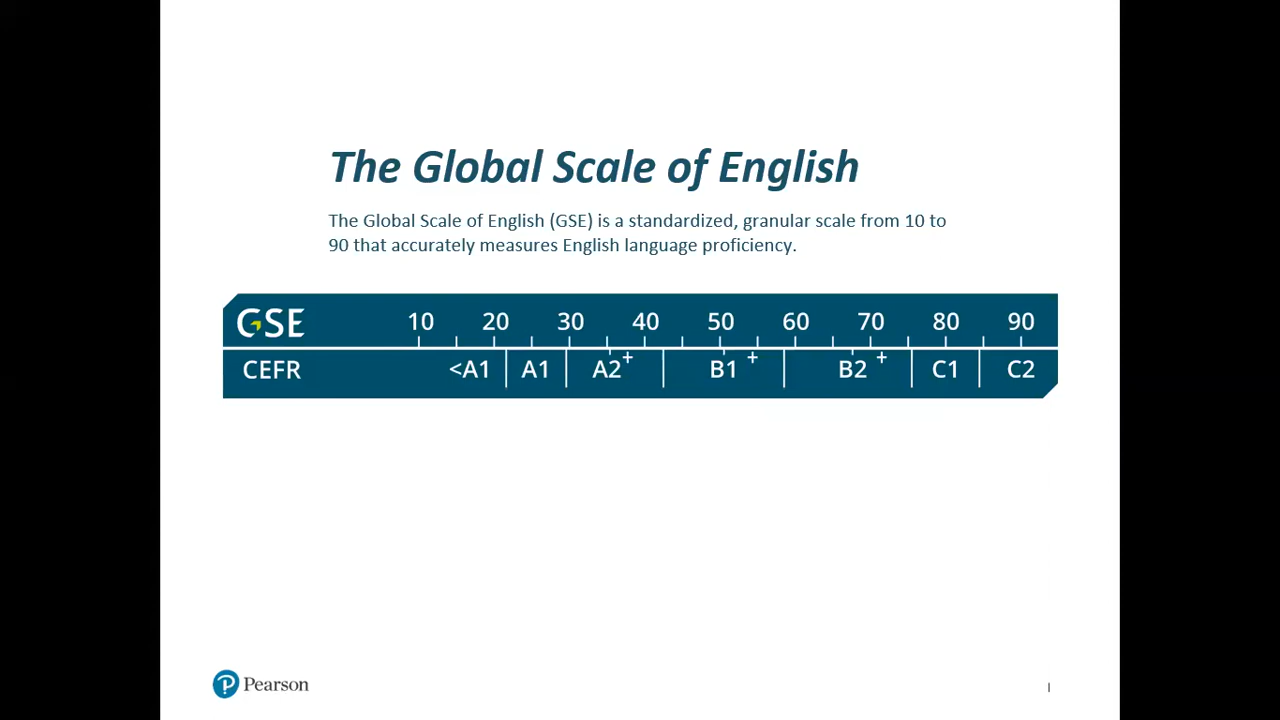 The Global Scale of English
The Global Scale of English (GSE) is a standardized, granular scale from 10 to
90 that accurately measures English language proficiency.
GSE 10 20 30 40 50 60 70 80 90
CEFR <A1 A1 A2+ B1+ B2+ C1 C2
Pearson
I